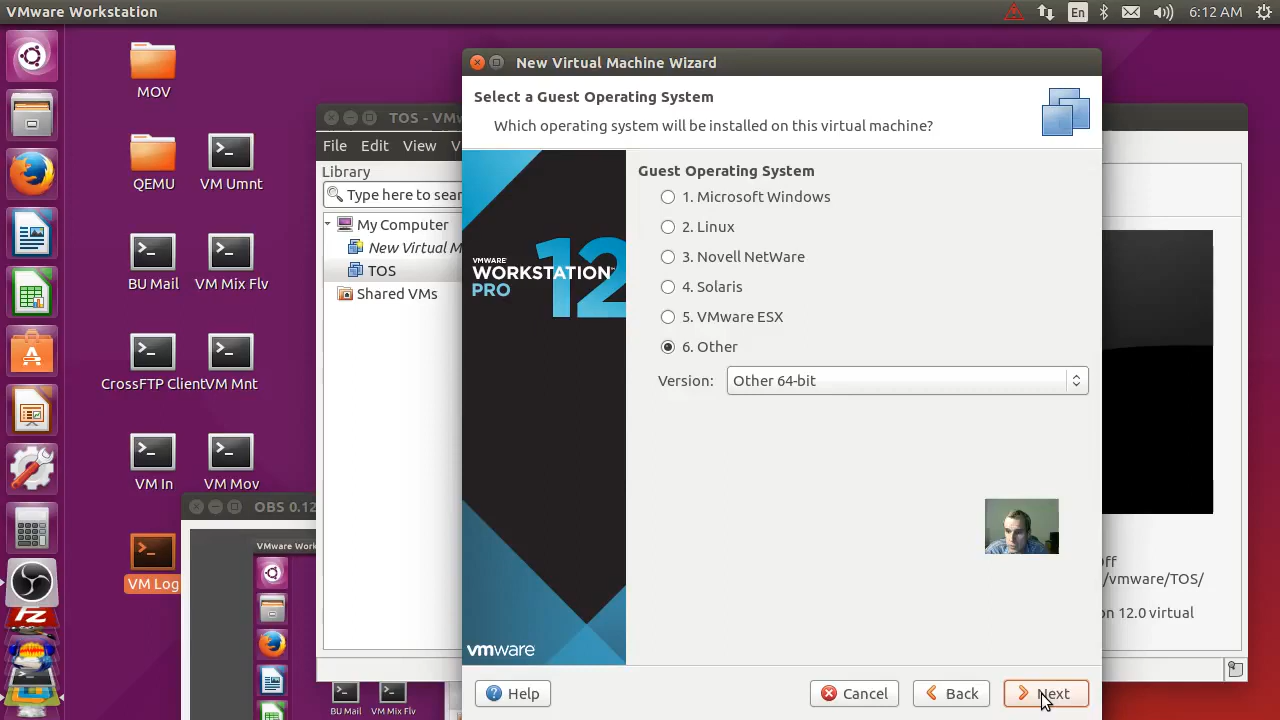 VMware Workstation
En
6:12 AM
MOV
QEMU
VM Umnt
BU Mail
VM Mix Flv
CrossFTP Client
VM Mnt
VM In
VM Mov
VM Log
OBS 0.12
VMware Work
BU Mail
VM Mix Flv
TOS - VMw
File Edit View V
Library
Type here to sear
My Computer
New Virtual M
TOS
Shared VMs
New Virtual Machine Wizard
Select a Guest Operating System
Which operating system will be installed on this virtual machine?
VMWARE
WORKSTATION™
PRO 12
vmware
Guest Operating System
1. Microsoft Windows
2. Linux
3. Novell NetWare
4. Solaris
5. VMware ESX
6. Other
Version: Other 64-bit
ff
/vmware/TOS/
on 12.0 virtual
Help
Cancel
Back
Next